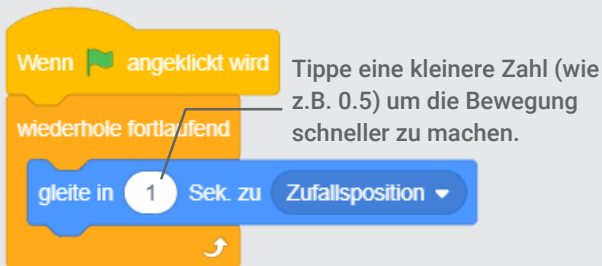 Wenn angeklickt wird
Tippe eine kleinere Zahl (wie
z.B. 0.5) um die Bewegung
schneller zu machen.
wiederhole fortlaufend
gleite in 1 Sek. zu Zufallsposition